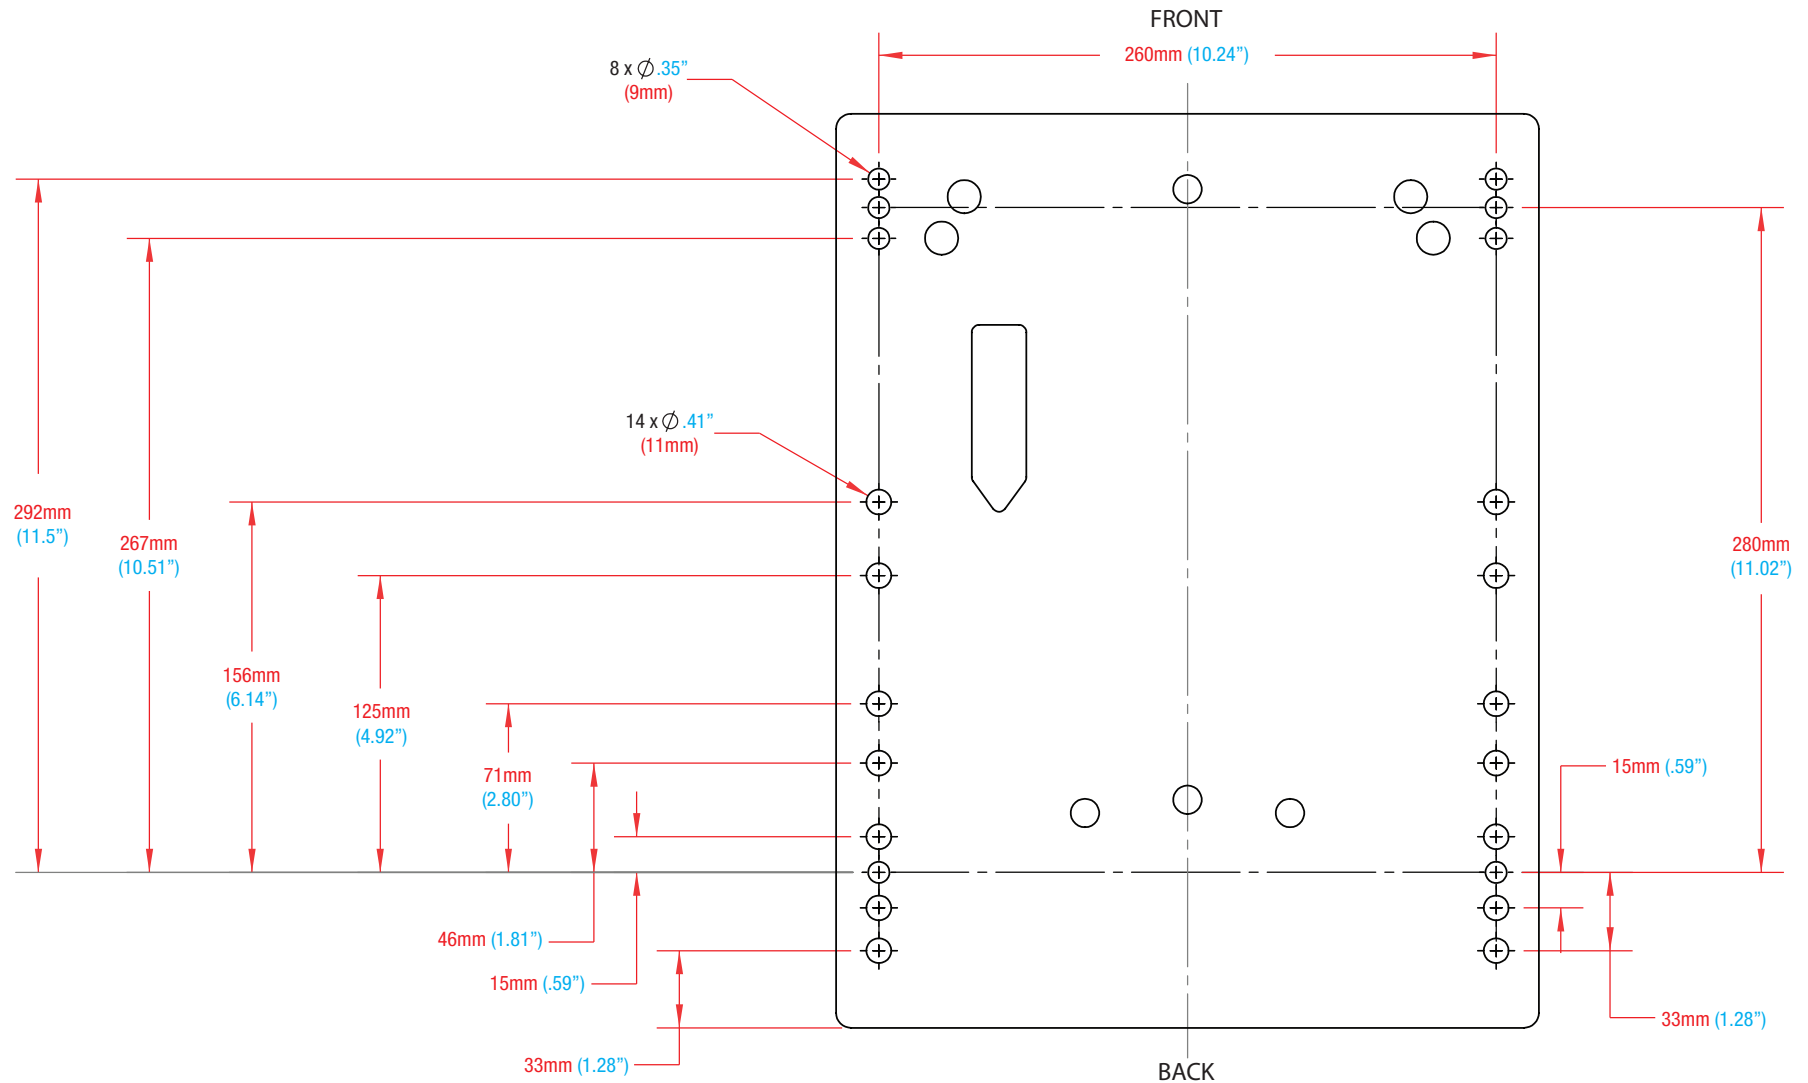 FRONT
260mm (10.24”)
8 x Ø .35”
(9mm)
14 x Ø .41”
(11mm)
292mm
(11.5”)
267mm
(10.51”)
280mm
(11.02”)
156mm
(6.14”)
125mm
(4.92”)
71mm
(2.80”)
15mm (.59”)
46mm (1.81”)
15mm (.59”)
33mm (1.28”)
33mm (1.28”)
BACK